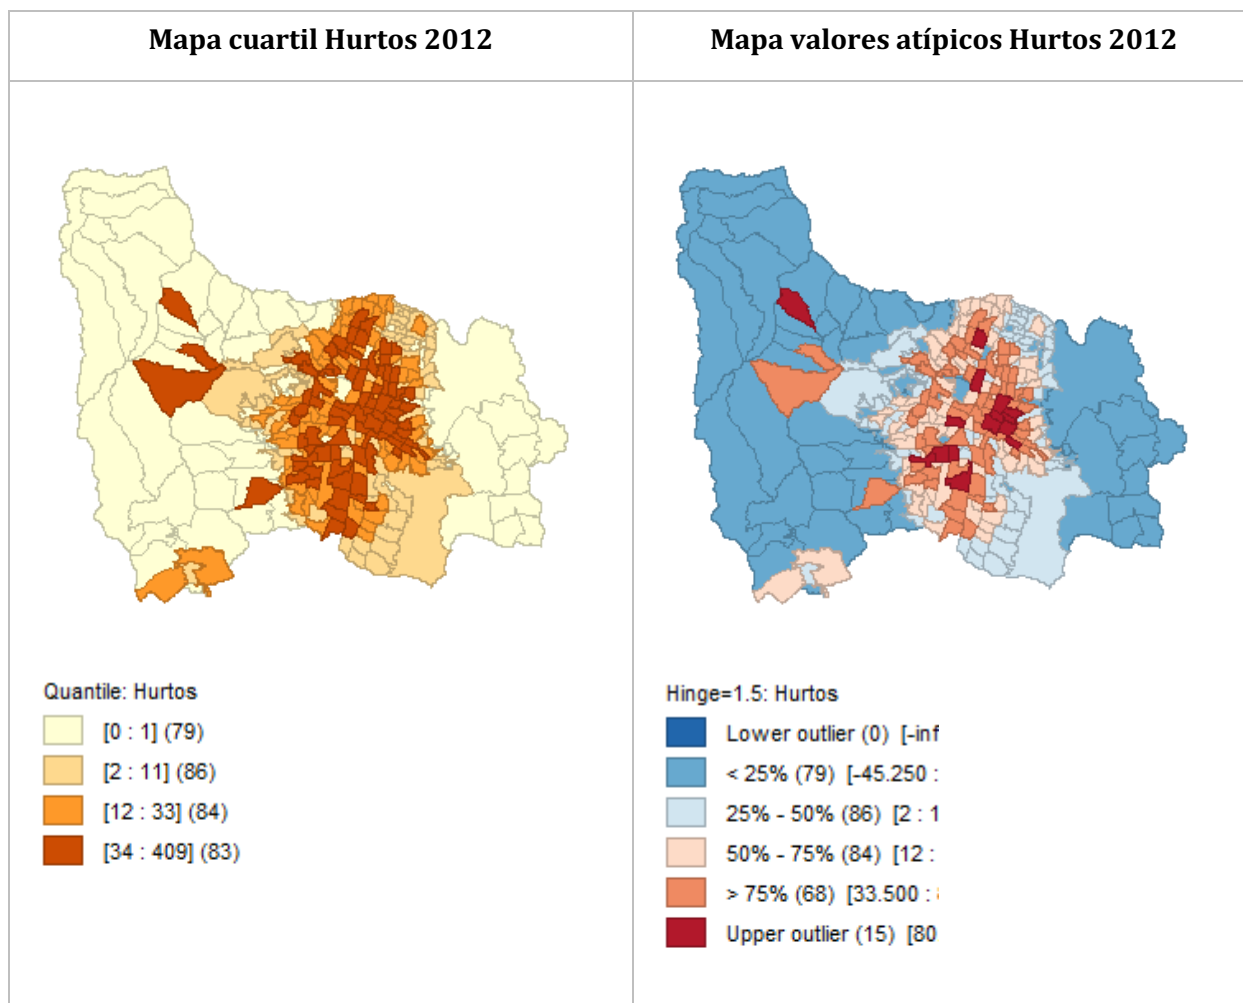 Mapa cuartil Hurtos 2012
Mapa valores atípicos Hurtos 2012
Quantile: Hurtos
[0 : 1] (79)
[2 : 11] (86)
[12 : 33] (84)
[34 : 409] (83)
Hinge=1.5: Hurtos
Lower outlier (0) [-inf
< 25% (79) [-45.250 :
25% - 50% (86) [2 : 1
50% - 75% (84) [12 :
> 75% (68) [33.500 :
Upper outlier (15) [80